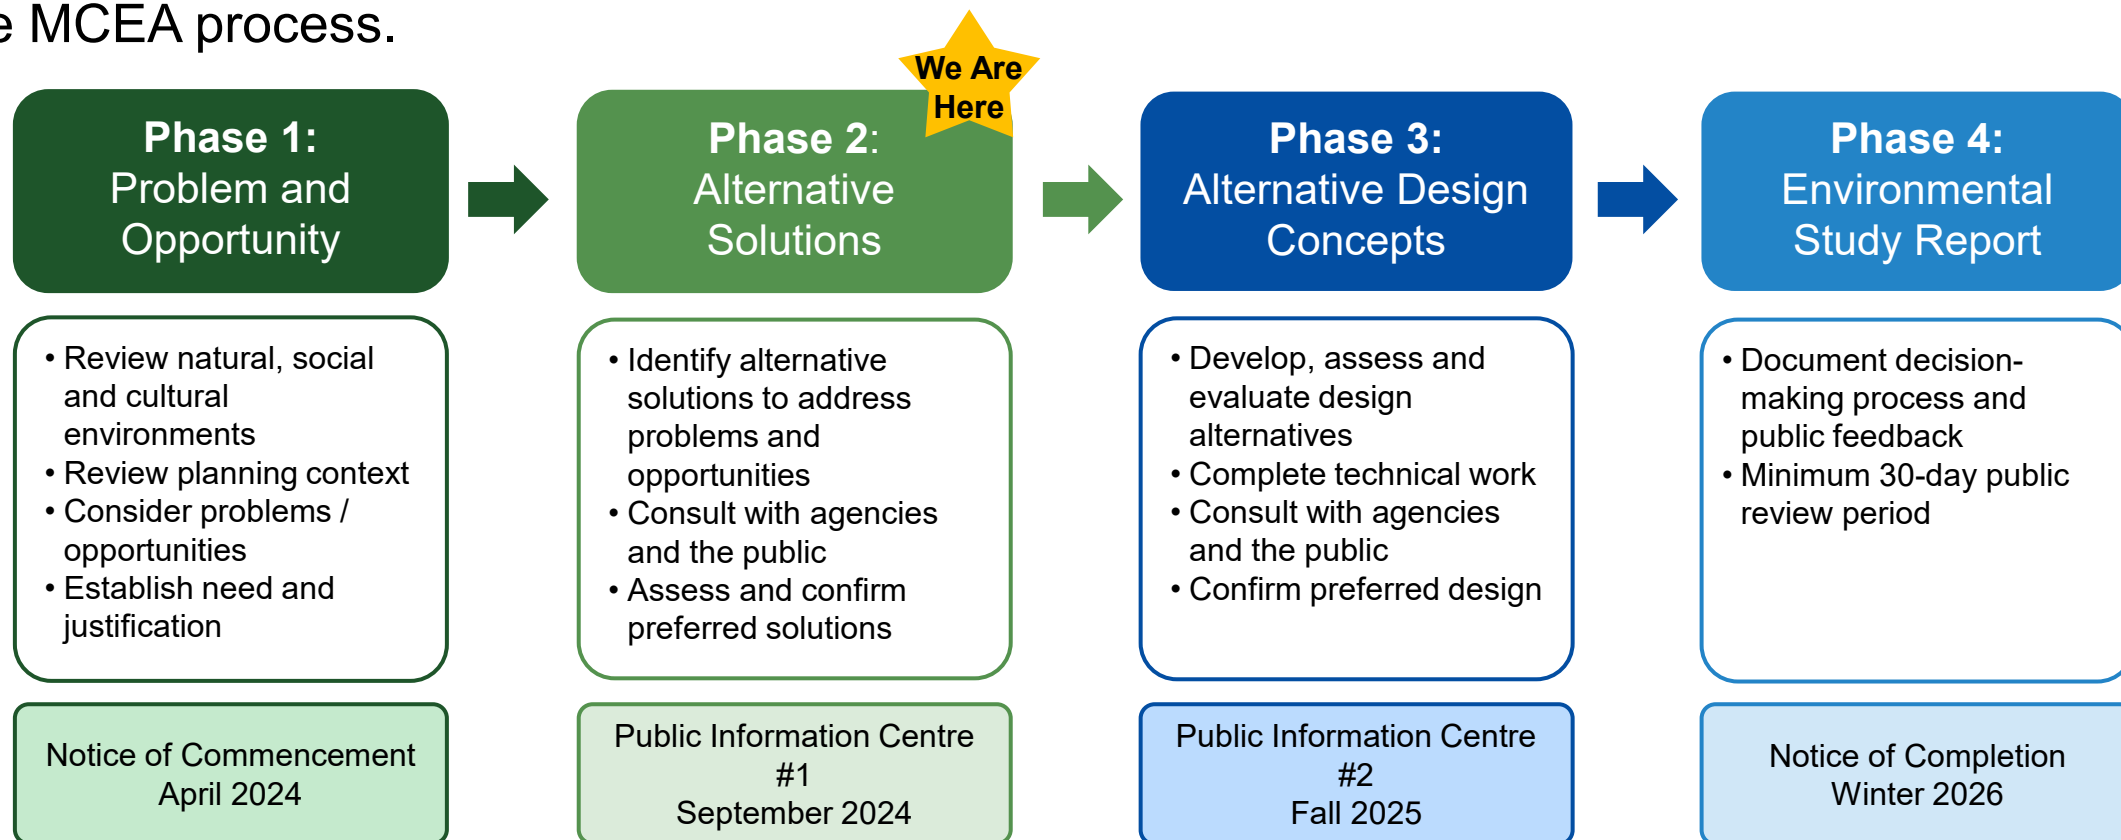 e MCEA process.
We Are
Here
Phase 1:
Problem and
Opportunity
Phase 2:
Alternative
Solutions
Phase 3:
Alternative Design
Concepts
Phase 4:
Environmental
Study Report
• Review natural, social
and cultural
environments
• Review planning context
• Consider problems /
opportunities
• Establish need and
justification
• Identify alternative
solutions to address
problems and
opportunities
• Consult with agencies
and the public
• Assess and confirm
preferred solutions
• Develop, assess and
evaluate design
alternatives
• Complete technical work
• Consult with agencies
and the public
• Confirm preferred design
• Document decision-
making process and
public feedback
• Minimum 30-day public
review period
Notice of Commencement
April 2024
Public Information Centre
#1
September 2024
Public Information Centre
#2
Fall 2025
Notice of Completion
Winter 2026